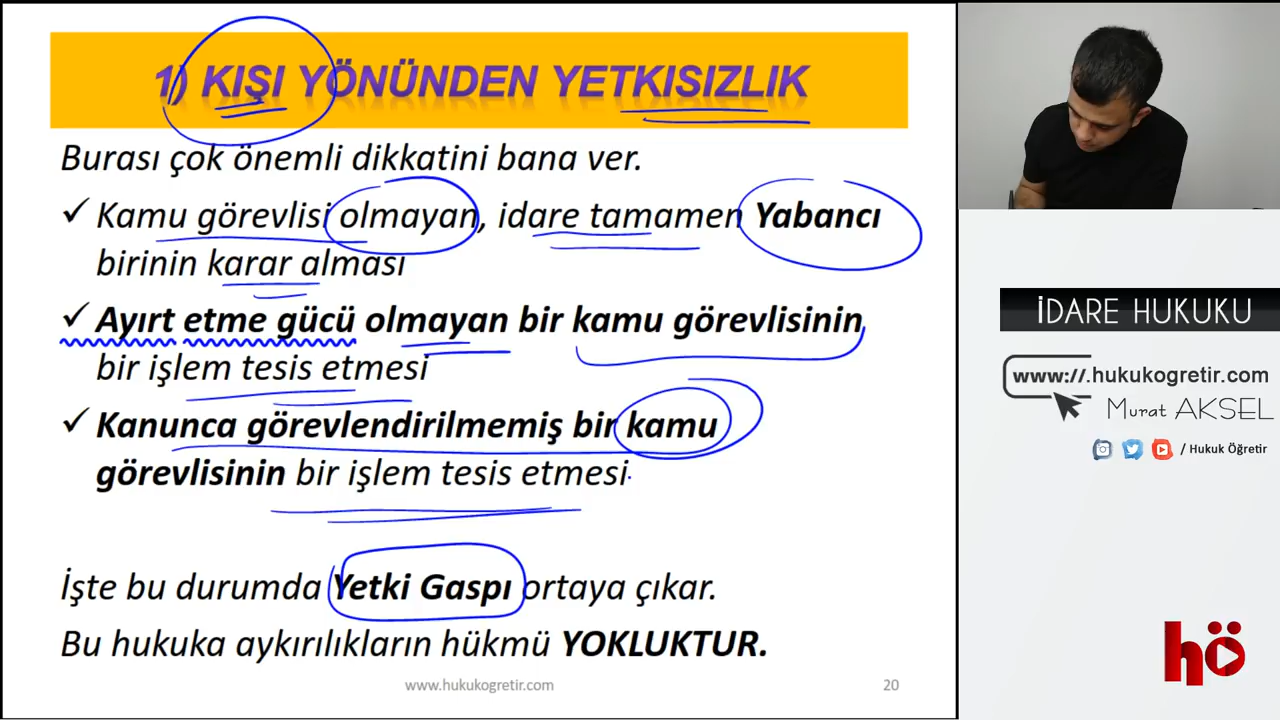 1) KIŞI YÖNÜNDEN YETKISIZLIK
Burası çok önemli dikkatini bana ver.
✓ Kamu görevlisi olmayan, idare tamamen Yabancı
birinin karar alması
✓ Ayırt etme gücü olmayan bir kamu görevlisinin
bir işlem tesis etmesi
✓ Kanunca görevlendirilmemiş bir kamu
görevlisinin bir işlem tesis etmesi
İşte bu durumda Yetki Gaspı ortaya çıkar.
Bu hukuka aykırılıkların hükmü YOKLUKTUR.
www.hukukogretir.com
20
İDARE HUKUKU
www://.hukukogretir.com
Murat AKSEL
/ Hukuk Öğretir
hö